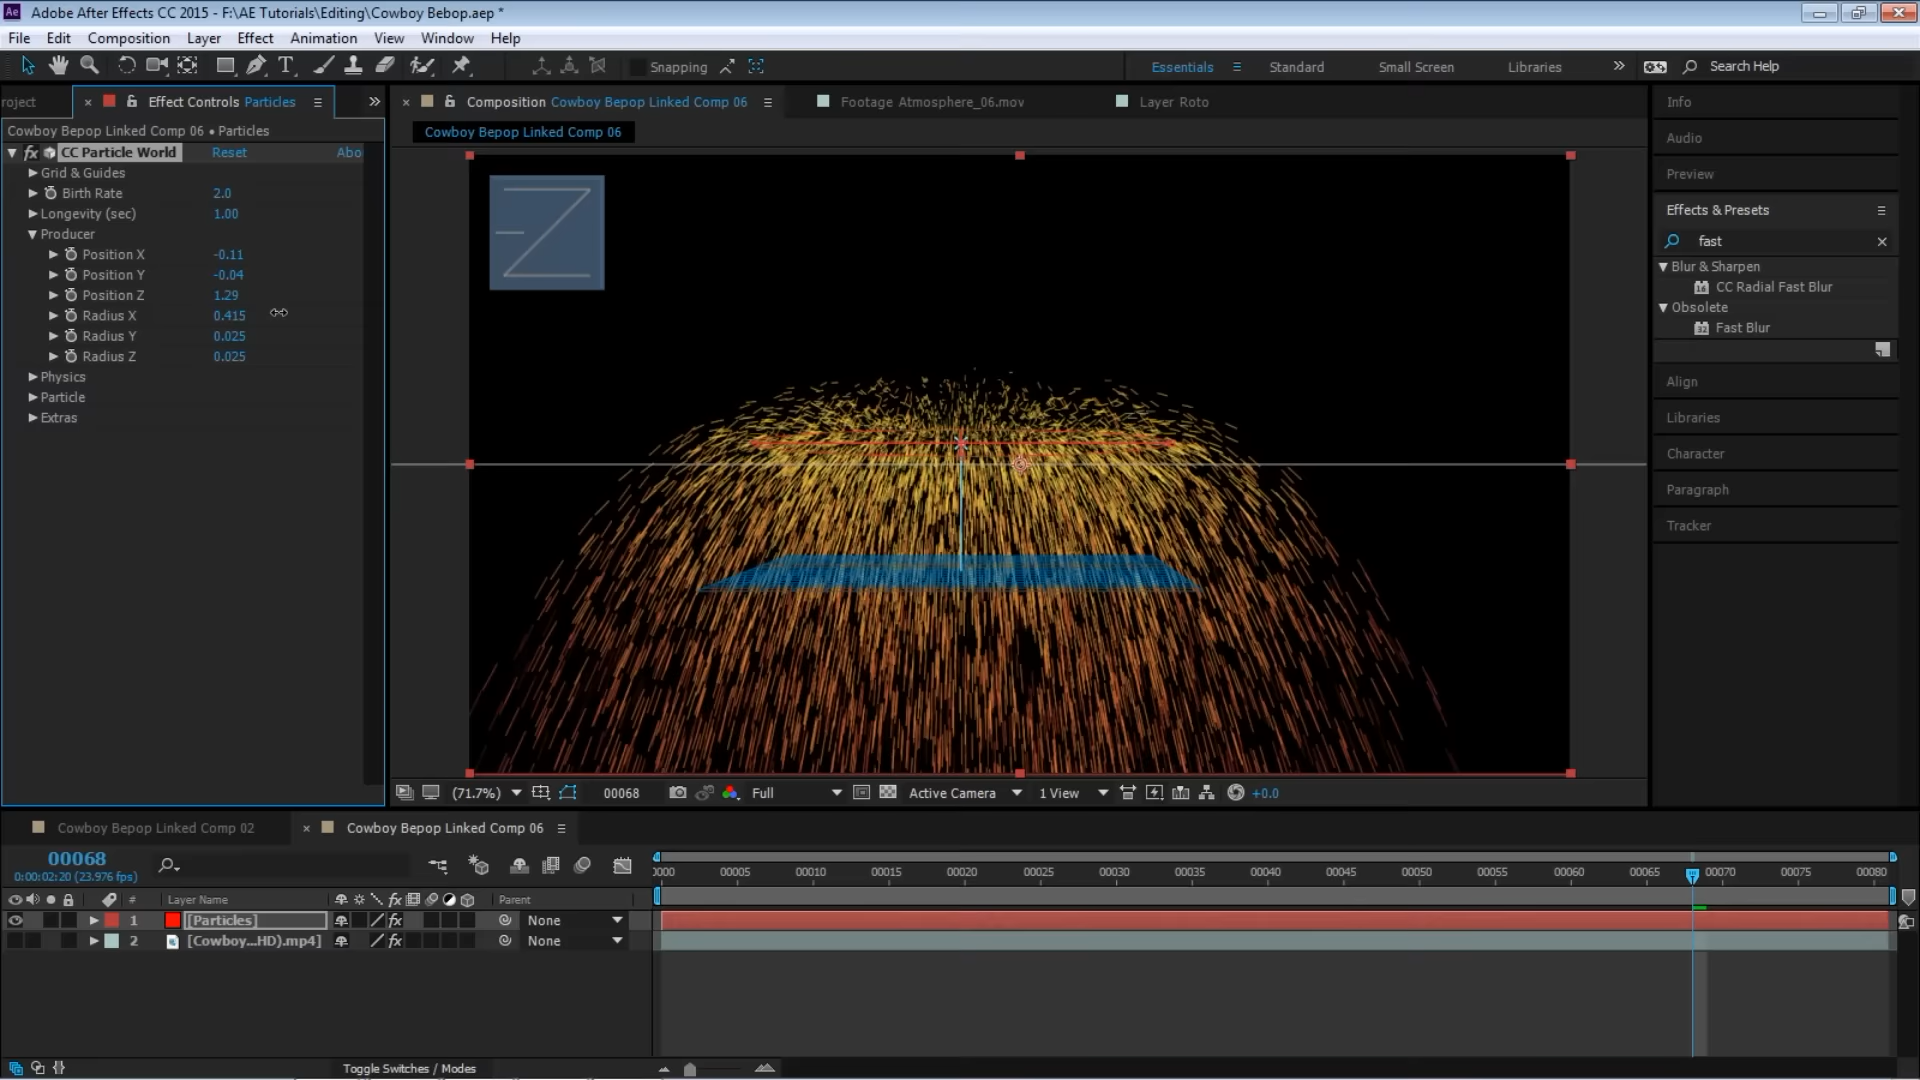 Ae Adobe After Effects CC 2015 - F:\AE Tutorials\Editing\Cowboy Bebop.aep *
File Edit Composition Layer Effect Animation View Window Help
Snapping Essentials Standard Small Screen Libraries Search Help
roject Effect Controls Particles
Composition Cowboy Bepop Linked Comp 06 Footage Atmosphere_06.mov Layer Roto
Cowboy Bepop Linked Comp 06 • Particles
Cowboy Bepop Linked Comp 06
fx CC Particle World Reset Abo
Grid & Guides
Birth Rate 2.0
Longevity (sec) 1.00
Producer
Position X -0.11
Position Y -0.04
Position Z 1.29
Radius X 0.415
Radius Y 0.025
Radius Z 0.025
Physics
Particle
Extras
Info
Audio
Preview
Effects & Presets
fast
Blur & Sharpen
CC Radial Fast Blur
Obsolete
Fast Blur
Align
Libraries
Character
Paragraph
Tracker
(71.7%) 00068 Full Active Camera 1 View +0.0
Cowboy Bepop Linked Comp 02 Cowboy Bepop Linked Comp 06
00068
0:00:02:20 (23.976 fps)
0000 00005 00010 00015 00020 00025 00030 00035 00040 00045 00050 00055 00060 00065 00070 00075 00080
# Layer Name fx Parent
1 [Particles] fx None
2 [Cowboy...HD).mp4] fx None
Toggle Switches / Modes